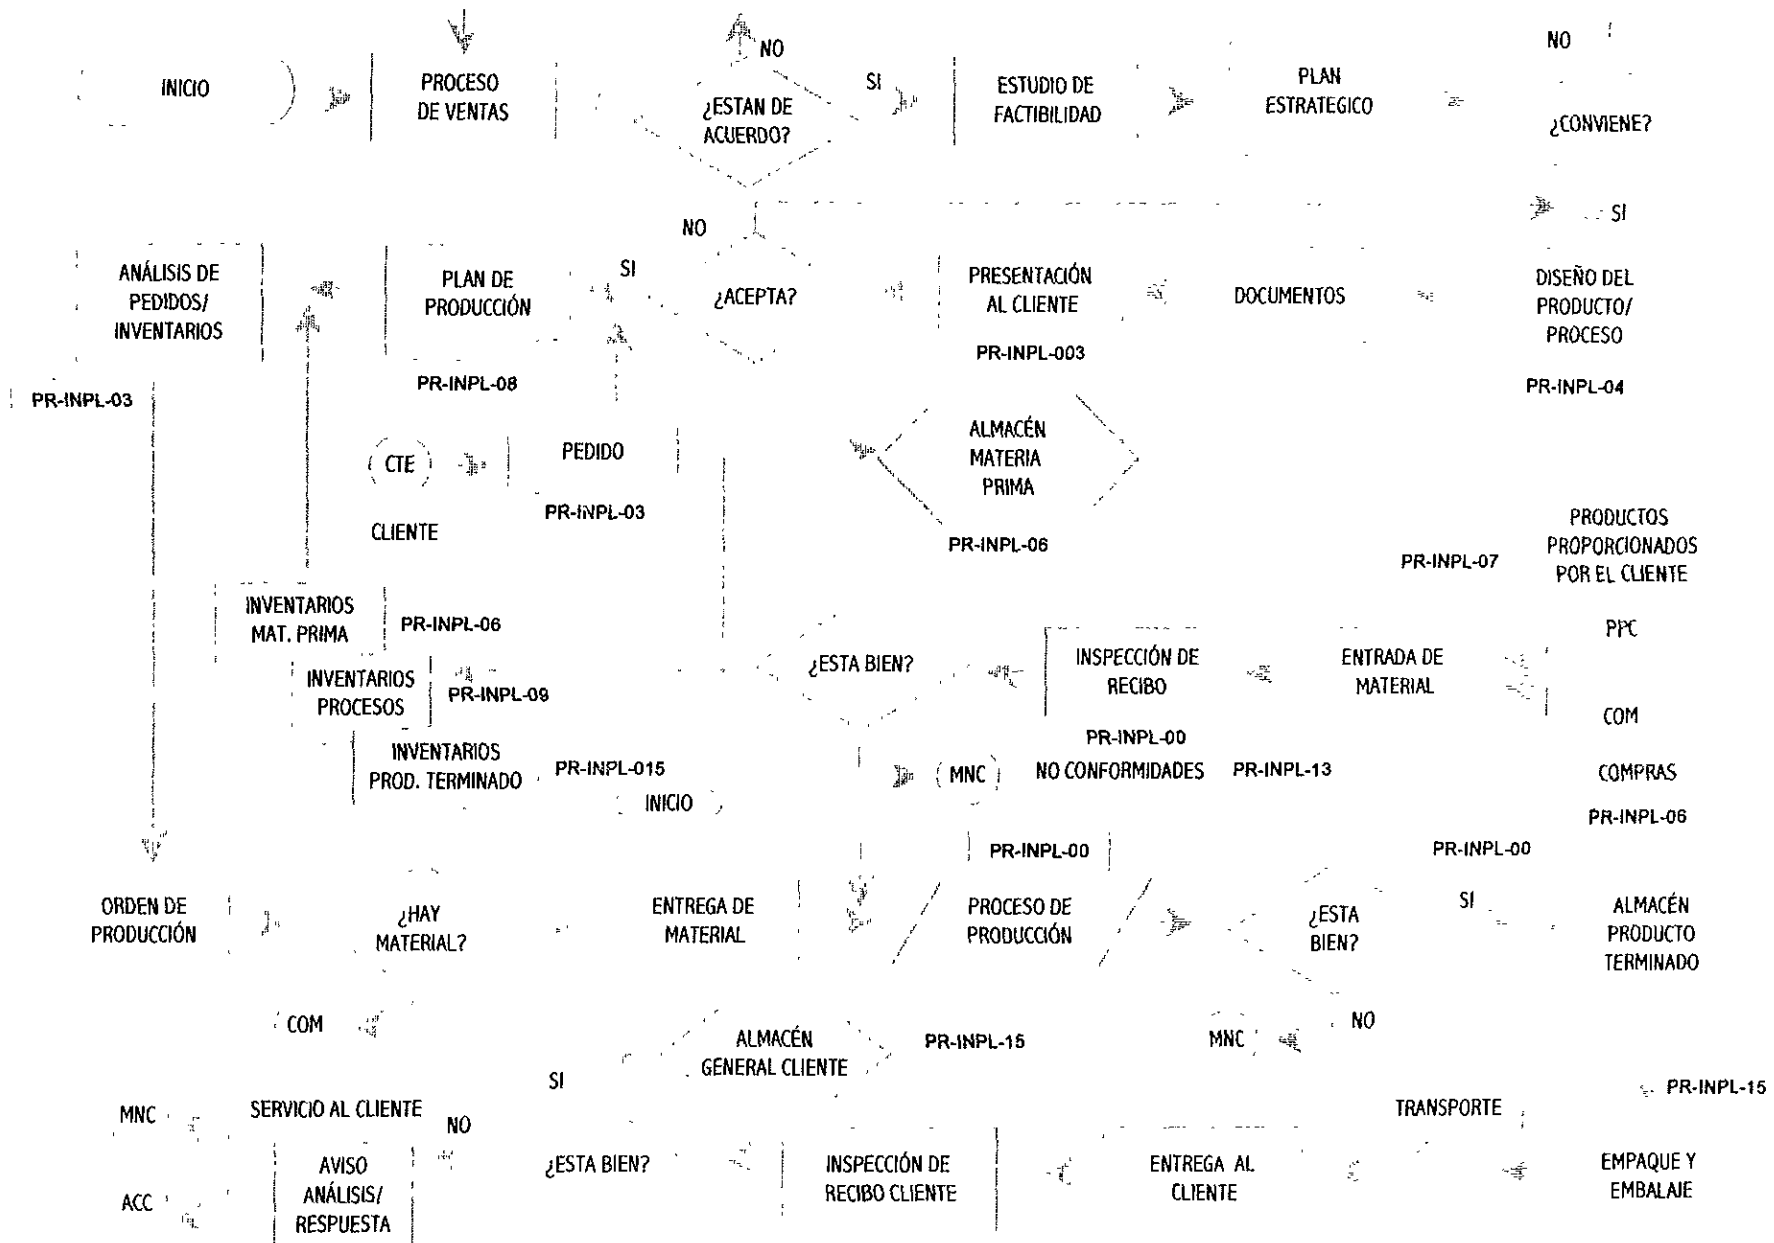 INICIO
PROCESO
DE VENTAS
NO
¿ESTAN DE
ACUERDO?
SI
ESTUDIO DE
FACTIBILIDAD
PLAN
ESTRATEGICO
NO
¿CONVIENE?
SI
ANÁLISIS DE
PEDIDOS/
INVENTARIOS
PR-INPL-03
PLAN DE
PRODUCCIÓN
PR-INPL-08
SI
NO
¿ACEPTA?
PRESENTACIÓN
AL CLIENTE
PR-INPL-003
DOCUMENTOS
DISEÑO DEL
PRODUCTO/
PROCESO
PR-INPL-04
CTE
CLIENTE
PEDIDO
PR-INPL-03
ALMACÉN
MATERIA
PRIMA
PR-INPL-06
PR-INPL-07
PRODUCTOS
PROPORCIONADOS
POR EL CLIENTE
INVENTARIOS
MAT. PRIMA
PR-INPL-06
INVENTARIOS
PROCESOS
PR-INPL-09
INVENTARIOS
PROD. TERMINADO
PR-INPL-015
INICIO
¿ESTA BIEN?
INSPECCIÓN DE
RECIBO
PR-INPL-00
ENTRADA DE
MATERIAL
PPC
COM
COMPRAS
PR-INPL-06
MNC
NO CONFORMIDADES
PR-INPL-13
PR-INPL-00
PR-INPL-00
ORDEN DE
PRODUCCIÓN
¿HAY
MATERIAL?
ENTREGA DE
MATERIAL
PROCESO DE
PRODUCCIÓN
¿ESTA
BIEN?
SI
ALMACÉN
PRODUCTO
TERMINADO
COM
ALMACÉN
GENERAL CLIENTE
PR-INPL-15
MNC
NO
MNC
ACC
SERVICIO AL CLIENTE
AVISO
ANÁLISIS/
RESPUESTA
NO
SI
¿ESTA BIEN?
INSPECCIÓN DE
RECIBO CLIENTE
ENTREGA AL
CLIENTE
TRANSPORTE
PR-INPL-15
EMPAQUE Y
EMBALAJE